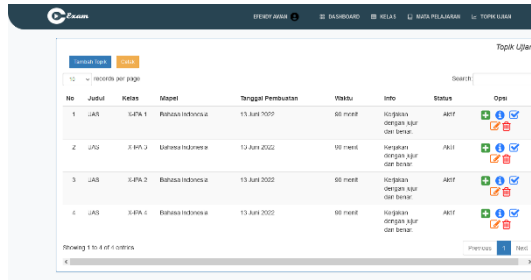 Exam EFENDY AWAN DASHBOARD KELAS MATA PELAJARAN TOPIK UJIAN
Topik Ujian
Tambah Topik Cetak
10 records per page Search:
No Judul Kelas Mapel Tanggal Pembuatan Waktu Info Status Opsi
1 UAS X-IPA 1 Bahasa Indonesia 13 Juni 2022 90 menit Kerjakan dengan jujur dan benar. Aktif
2 UAS X-IPA 3 Bahasa Indonesia 13 Juni 2022 90 menit Kerjakan dengan jujur dan benar. Aktif
3 UAS X-IPA 2 Bahasa Indonesia 13 Juni 2022 90 menit Kerjakan dengan jujur dan benar. Aktif
4 UAS X-IPA 4 Bahasa Indonesia 13 Juni 2022 90 menit Kerjakan dengan jujur dan benar. Aktif
Showing 1 to 4 of 4 entries Previous 1 Next